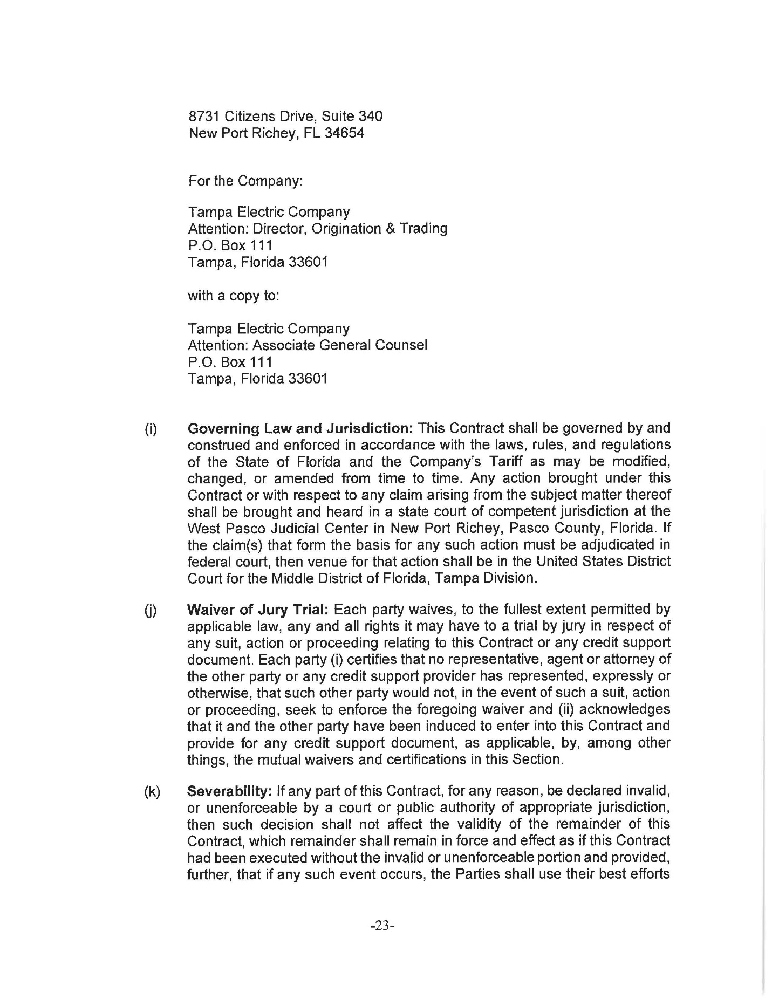 8731 Citizens Drive, Suite 340
New Port Richey, FL 34654
For the Company:
Tampa Electric Company
Attention: Director, Origination & Trading
P.O. Box 111
Tampa, Florida 33601
with a copy to:
Tampa Electric Company
Attention: Associate General Counsel
P.O. Box 111
Tampa, Florida 33601
(i) Governing Law and Jurisdiction: This Contract shall be governed by and
construed and enforced in accordance with the laws, rules, and regulations
of the State of Florida and the Company's Tariff as may be modified,
changed, or amended from time to time. Any action brought under this
Contract or with respect to any claim arising from the subject matter thereof
shall be brought and heard in a state court of competent jurisdiction at the
West Pasco Judicial Center in New Port Richey, Pasco County, Florida. If
the claim(s) that form the basis for any such action must be adjudicated in
federal court, then venue for that action shall be in the United States District
Court for the Middle District of Florida, Tampa Division.
(j) Waiver of Jury Trial: Each party waives, to the fullest extent permitted by
applicable law, any and all rights it may have to a trial by jury in respect of
any suit, action or proceeding relating to this Contract or any credit support
document. Each party (i) certifies that no representative, agent or attorney of
the other party or any credit support provider has represented, expressly or
otherwise, that such other party would not, in the event of such a suit, action
or proceeding, seek to enforce the foregoing waiver and (ii) acknowledges
that it and the other party have been induced to enter into this Contract and
provide for any credit support document, as applicable, by, among other
things, the mutual waivers and certifications in this Section.
(k) Severability: If any part of this Contract, for any reason, be declared invalid,
or unenforceable by a court or public authority of appropriate jurisdiction,
then such decision shall not affect the validity of the remainder of this
Contract, which remainder shall remain in force and effect as if this Contract
had been executed without the invalid or unenforceable portion and provided,
further, that if any such event occurs, the Parties shall use their best efforts
-23-